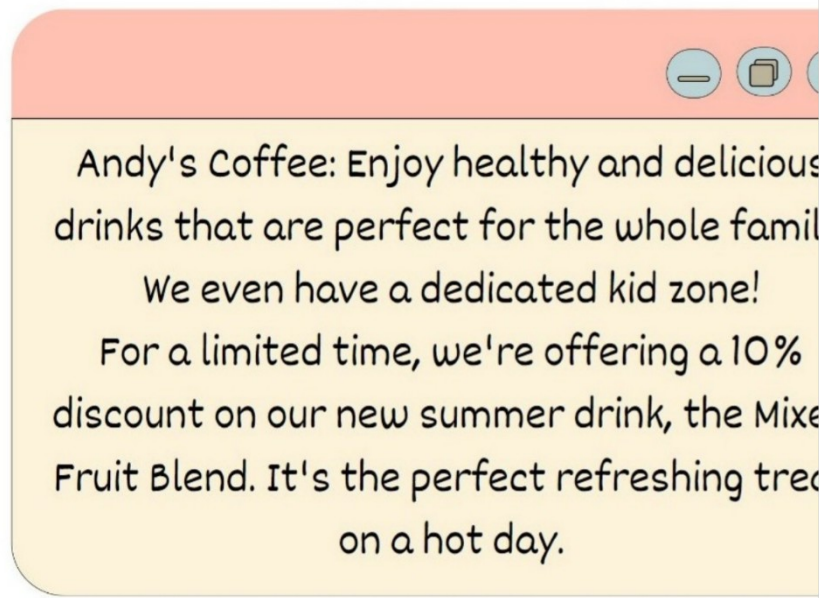 Andy's Coffee: Enjoy healthy and delicious
drinks that are perfect for the whole famil
We even have a dedicated kid zone!
For a limited time, we're offering a 10%
discount on our new summer drink, the Mixe
Fruit Blend. It's the perfect refreshing trea
on a hot day.